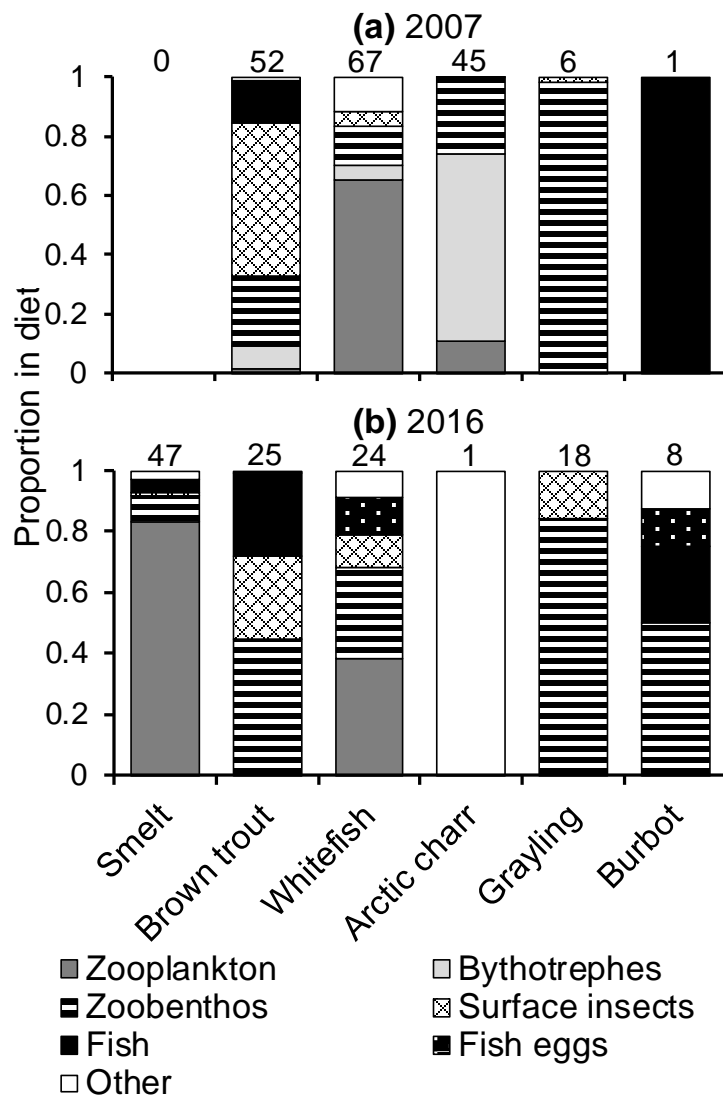 (a) 2007
0 52 67 45 6 1
1
0.8
0.6
0.4
0.2
0
Proportion in diet
(b) 2016
47 25 24 1 18 8
1
0.8
0.6
0.4
0.2
0
Smelt
Brown trout
Whitefish
Arctic charr
Grayling
Burbot
Zooplankton Bythotrephes
Zoobenthos Surface insects
Fish Fish eggs
Other